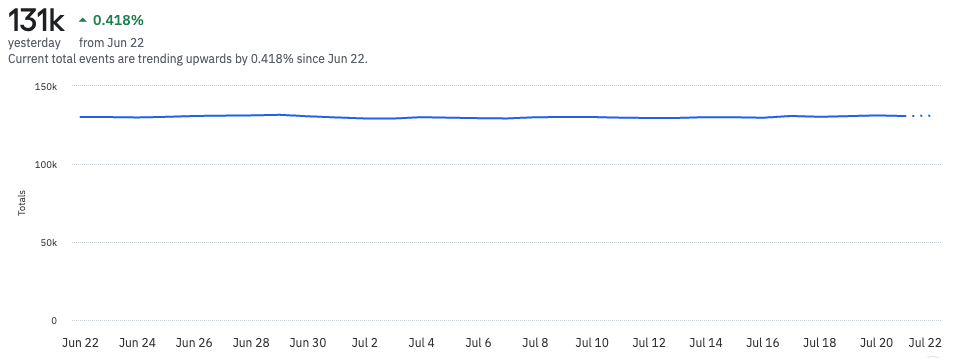 131k 0.418%
yesterday from Jun 22
Current total events are trending upwards by 0.418% since Jun 22.
150k
100k
Totals
50k
0
Jun 22 Jun 24 Jun 26 Jun 28 Jun 30 Jul 2 Jul 4 Jul 6 Jul 8 Jul 10 Jul 12 Jul 14 Jul 16 Jul 18 Jul 20 Jul 22